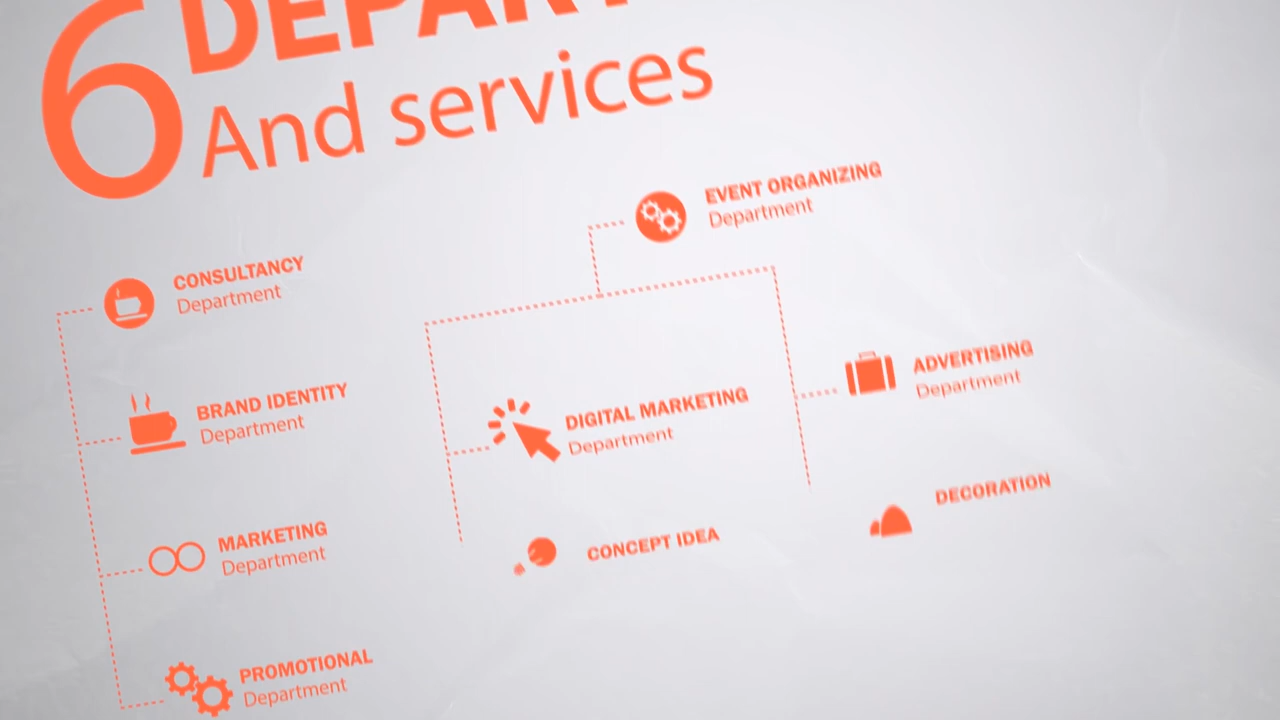 6 DEPART
And services
EVENT ORGANIZING
Department
CONSULTANCY
Department
ADVERTISING
Department
BRAND IDENTITY
Department
DIGITAL MARKETING
Department
DECORATION
MARKETING
Department
CONCEPT IDEA
PROMOTIONAL
Department